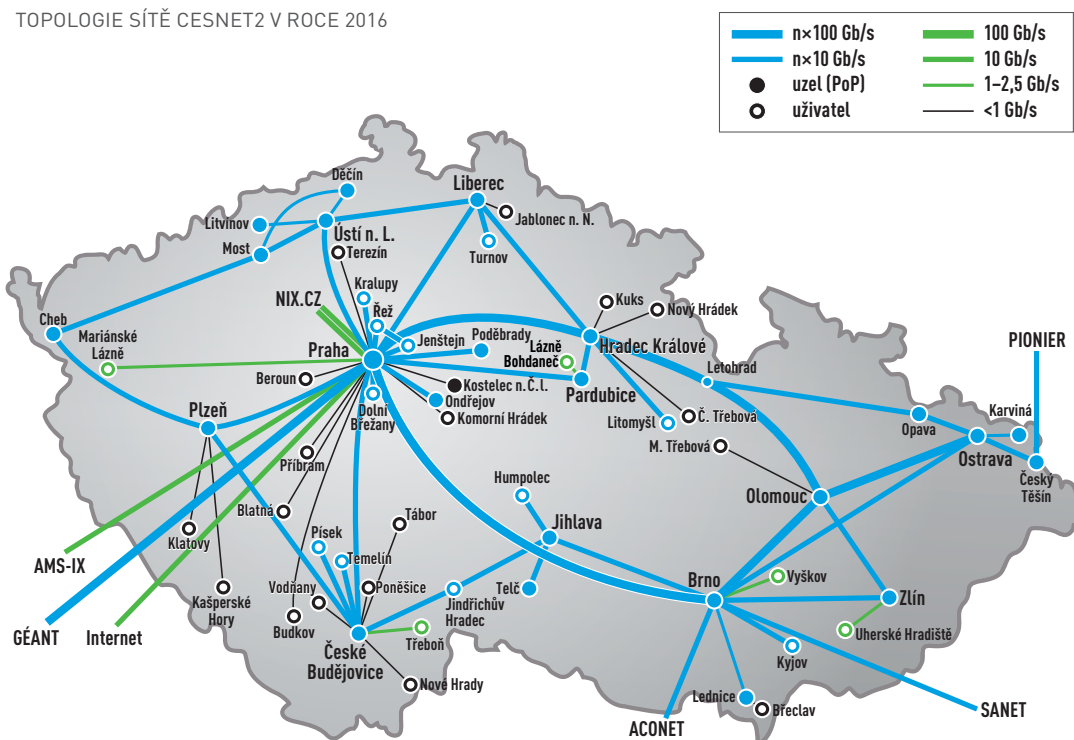 TOPOLOGIE SÍTĚ CESNET2 V ROCE 2016
n×100 Gb/s
100 Gb/s
n×10 Gb/s
10 Gb/s
uzel (PoP)
1–2,5 Gb/s
uživatel
<1 Gb/s
Děčín
Liberec
Litvínov
Jablonec n. N.
Ústí n. L.
Most
Terezín
Turnov
Kralupy
NIX.CZ
Řež
Kuks
Nový Hrádek
Cheb
Mariánské
Lázně
Praha
Jenštejn
Poděbrady
Hradec Králové
Lázně
Bohdaneč
PIONIER
Letohrad
Beroun
Kostelec n.Č.l.
Ondřejov
Pardubice
Dolní
Břežany
Komorní Hrádek
Plzeň
Litomyšl
Č. Třebová
Opava
Karviná
M. Třebová
Ostrava
Příbram
Český
Těšín
Humpolec
Olomouc
Blatná
Tábor
Klatovy
Písek
Jihlava
AMS-IX
Temelín
Vyškov
Brno
Vodňany
Poněšice
Telč
Kašperské
Hory
Jindřichův
Hradec
Zlín
GÉANT
Internet
Budkov
Třeboň
Uherské Hradiště
České
Budějovice
Kyjov
Nové Hrady
Lednice
Břeclav
SANET
ACONET